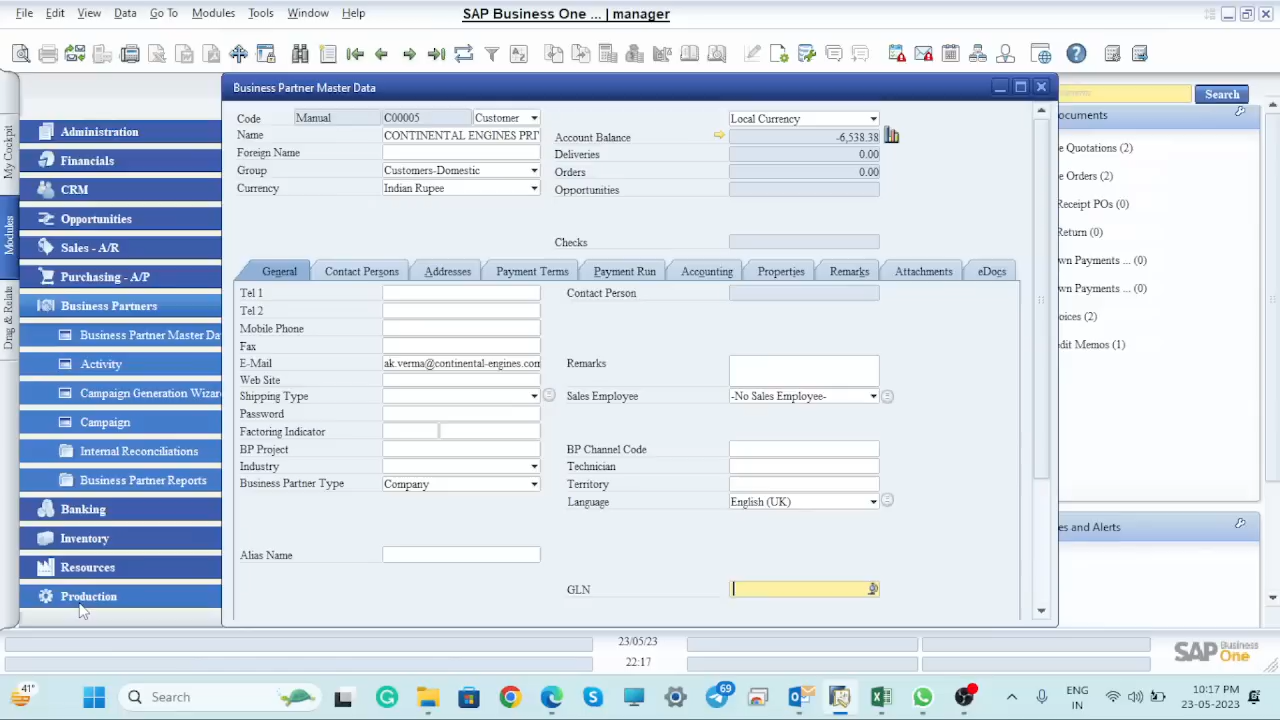 File Edit View Data Go To Modules Tools Window Help
SAP Business One ... | manager
Business Partner Master Data
My Cockpit
Modules
Drag & Relate
Administration
Financials
CRM
Opportunities
Sales - A/R
Purchasing - A/P
Business Partners
Business Partner Master Da
Activity
Campaign Generation Wizar
Campaign
Internal Reconciliations
Business Partner Reports
Banking
Inventory
Resources
Production
Code Manual C00005 Customer
Name CONTINENTAL ENGINES PRI
Foreign Name
Group Customers-Domestic
Currency Indian Rupee
Local Currency
Account Balance -6,538.38
Deliveries 0.00
Orders 0.00
Opportunities
Checks
General Contact Persons Addresses Payment Terms Payment Run Accounting Properties Remarks Attachments eDocs
Tel 1
Tel 2
Mobile Phone
Fax
E-Mail ak.verma@continental-engines.com
Web Site
Shipping Type
Password
Factoring Indicator
BP Project
Industry
Business Partner Type Company
Alias Name
Contact Person
Remarks
Sales Employee -No Sales Employee-
BP Channel Code
Technician
Territory
Language English (UK)
GLN
Search
ocuments
e Quotations (2)
e Orders (2)
Receipt POs (0)
Return (0)
wn Payments ... (0)
wn Payments ... (0)
oices (2)
edit Memos (1)
es and Alerts
23/05/23
22:17
SAP Business One
41°
Search
69
ENG
IN
10:17 PM
23-05-2023